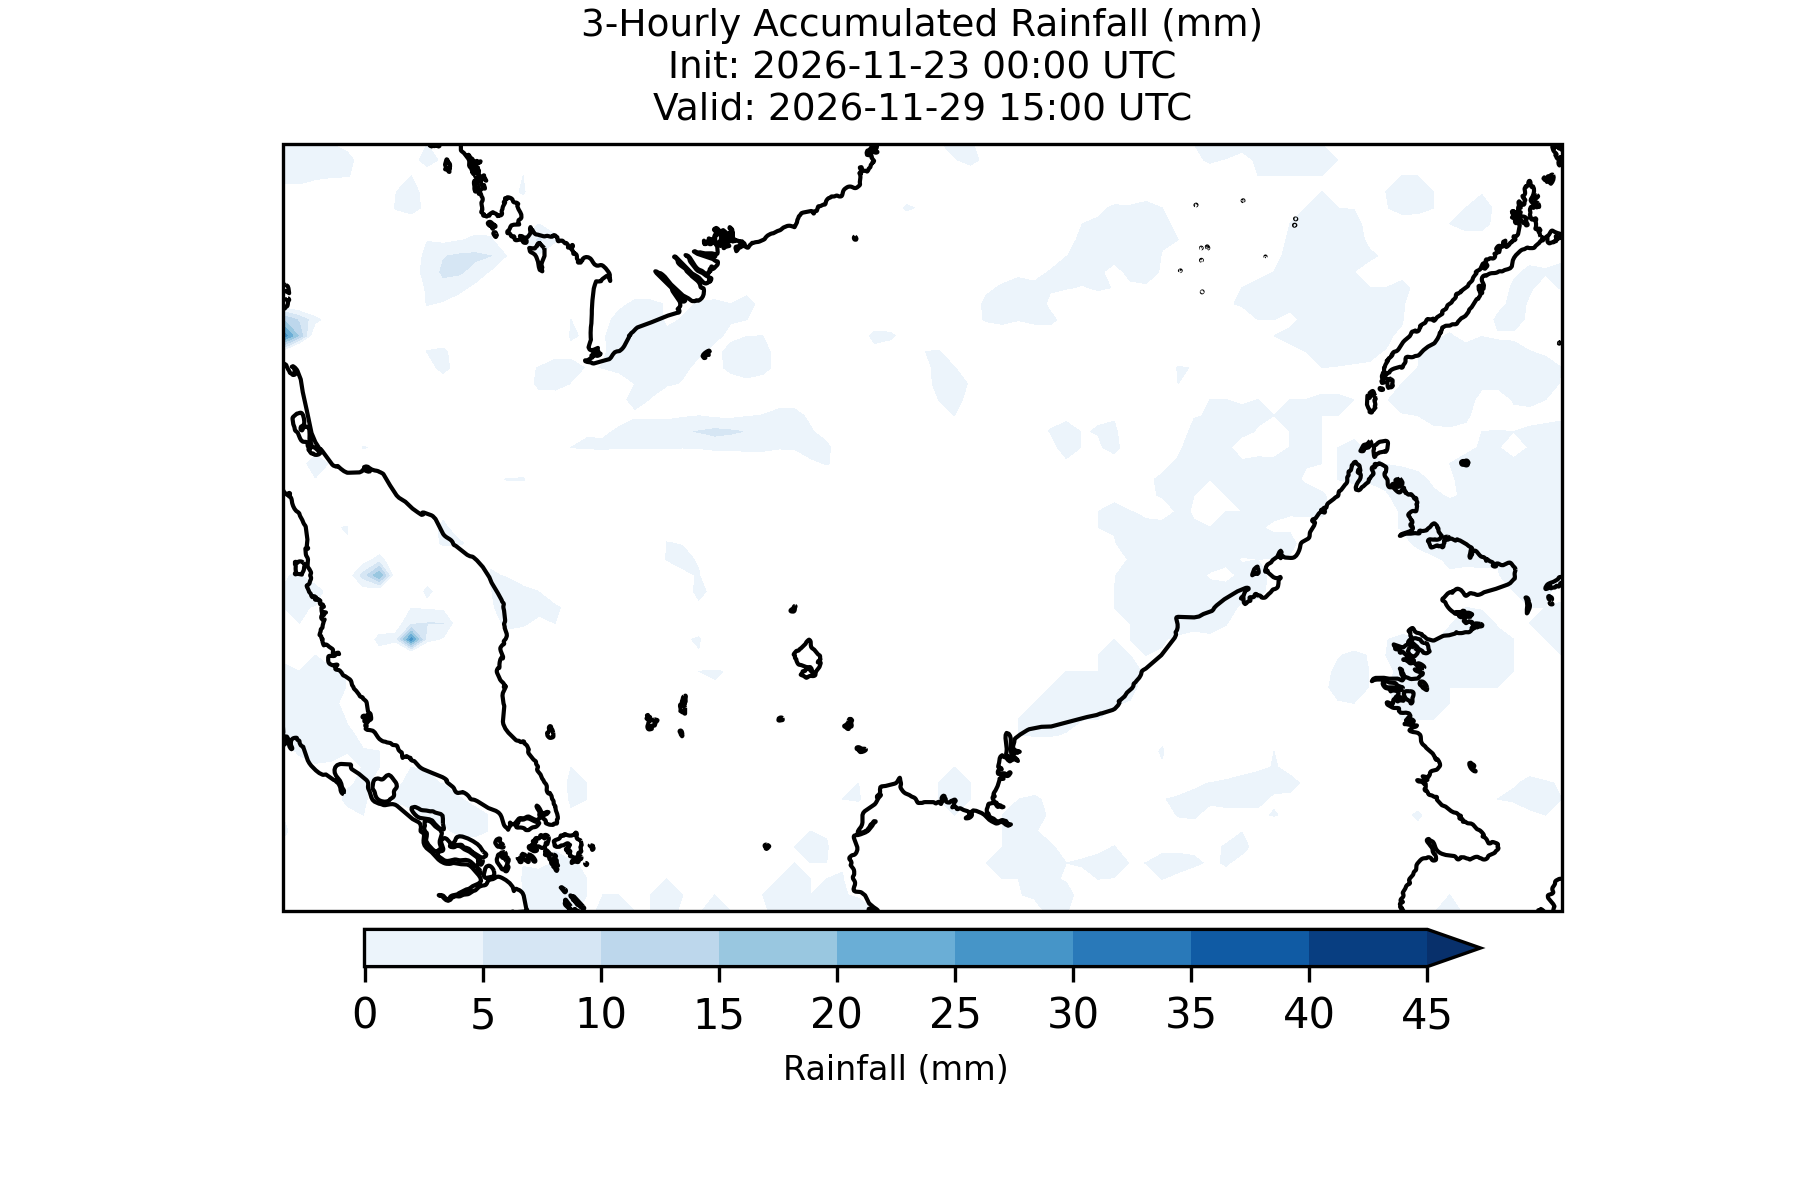 3-Hourly Accumulated Rainfall (mm)
Init: 2026-11-23 00:00 UTC
Valid: 2026-11-29 15:00 UTC
0 5 10 15 20 25 30 35 40 45
Rainfall (mm)